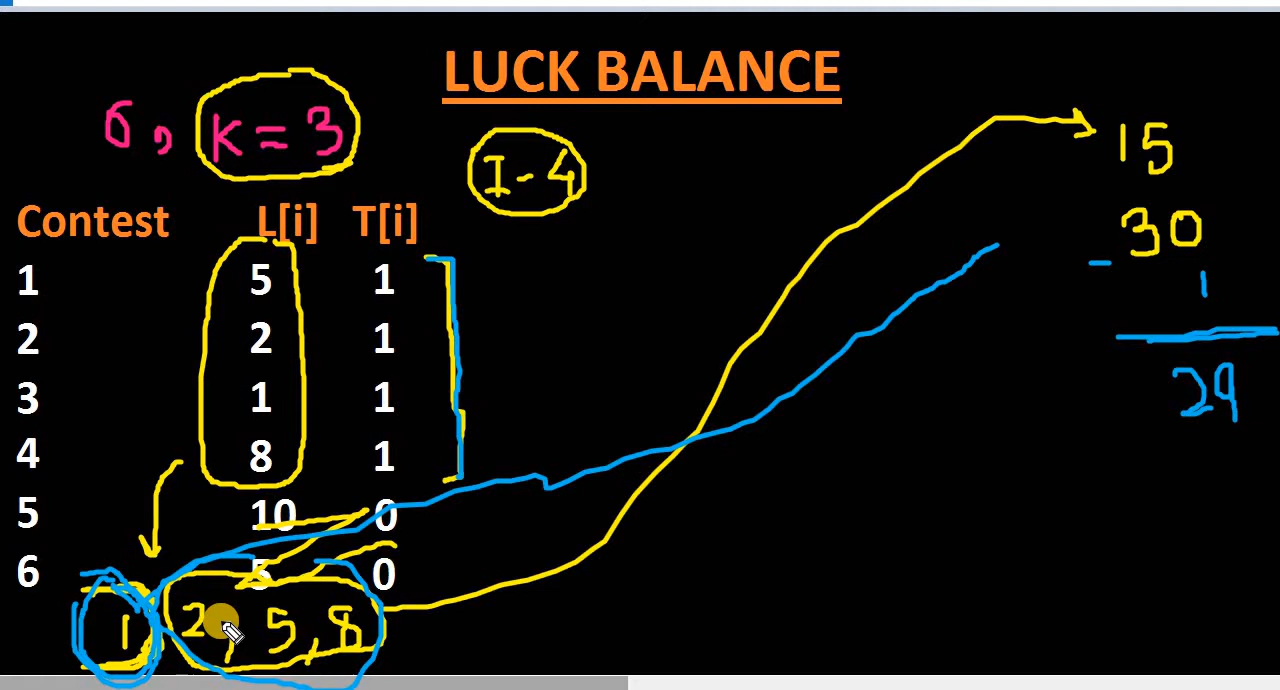 LUCK BALANCE
6, K = 3
I - 4
15
30
- 1
29
Contest L[i] T[i]
1 5 1
2 2 1
3 1 1
4 8 1
5 10 0
6 5 0
1 2, 5, 8